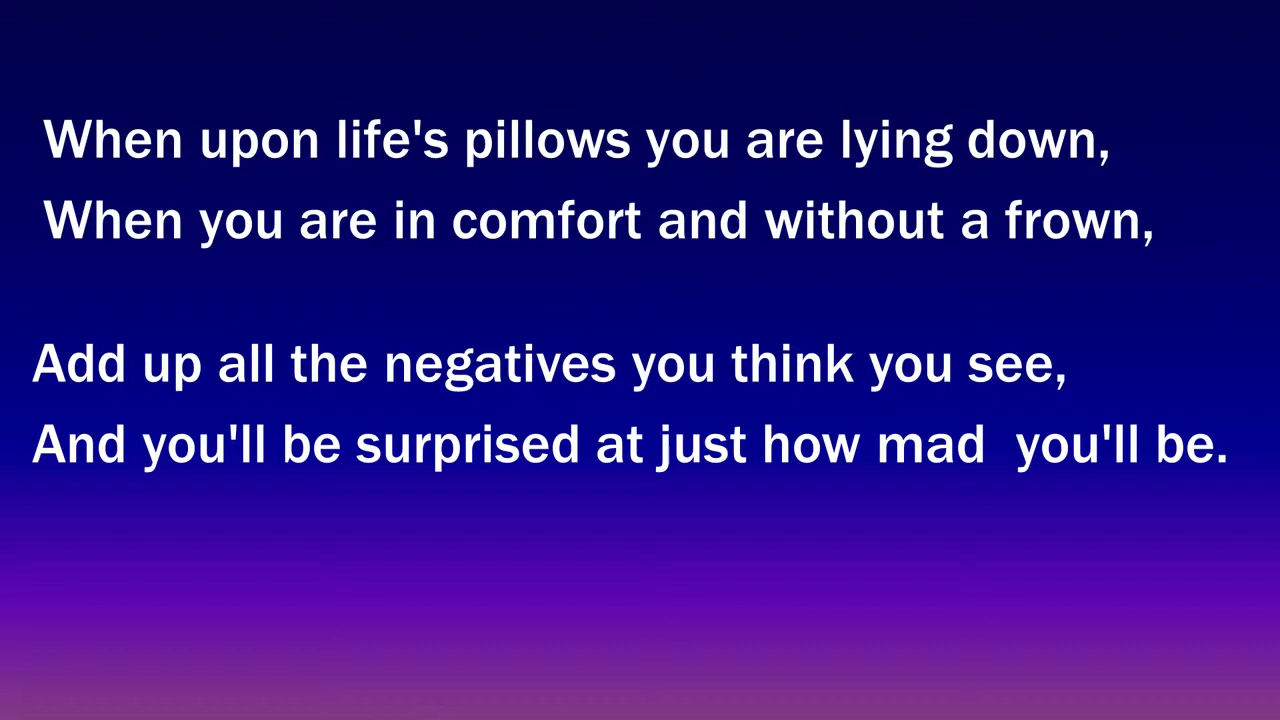 When upon life's pillows you are lying down,
When you are in comfort and without a frown,
Add up all the negatives you think you see,
And you'll be surprised at just how mad  you'll be.